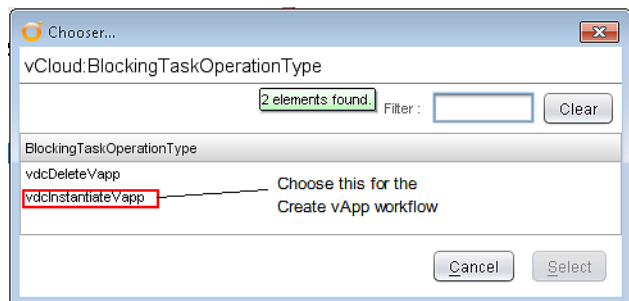 Chooser...
vCloud:BlockingTaskOperationType
2 elements found.
Filter :
Clear
BlockingTaskOperationType
vdcDeleteVapp
vdcInstantiateVapp
Choose this for the
Create vApp workflow
Cancel
Select